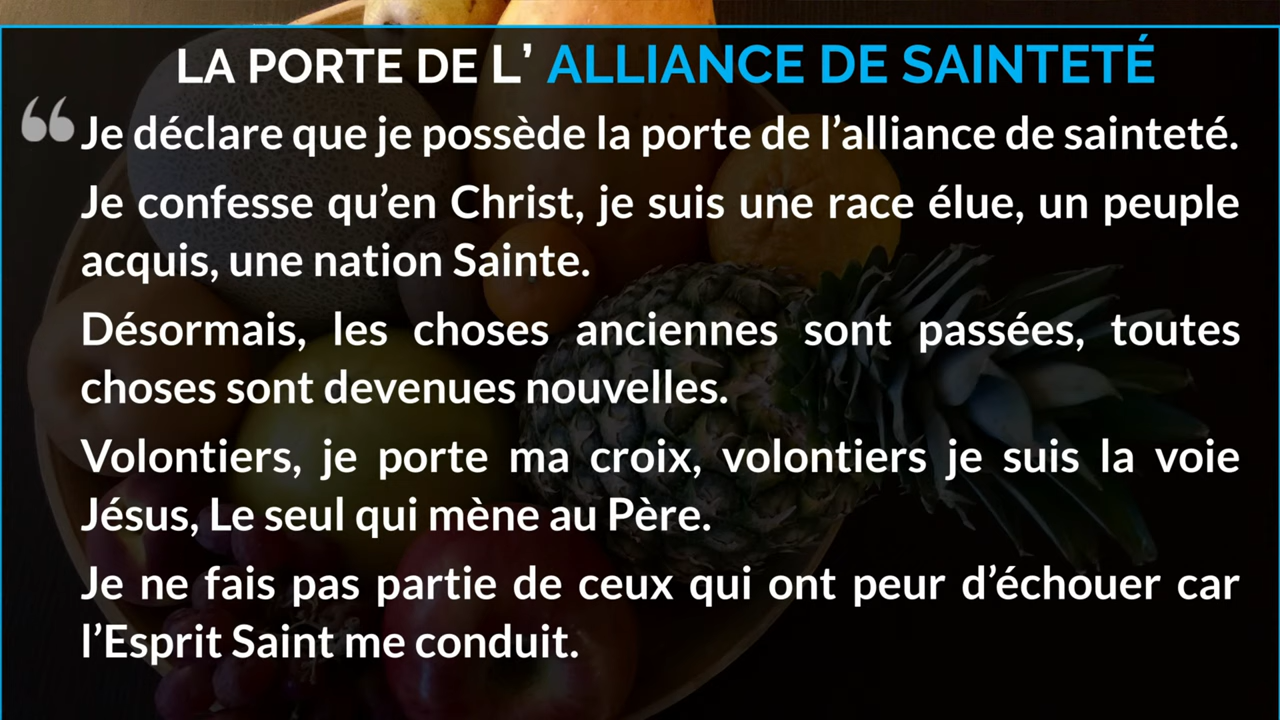 LA PORTE DE L’ ALLIANCE DE SAINTETÉ
“ Je déclare que je possède la porte de l’alliance de sainteté.
Je confesse qu’en Christ, je suis une race élue, un peuple
acquis, une nation Sainte.
Désormais, les choses anciennes sont passées, toutes
choses sont devenues nouvelles.
Volontiers, je porte ma croix, volontiers je suis la voie
Jésus, Le seul qui mène au Père.
Je ne fais pas partie de ceux qui ont peur d’échouer car
l’Esprit Saint me conduit.